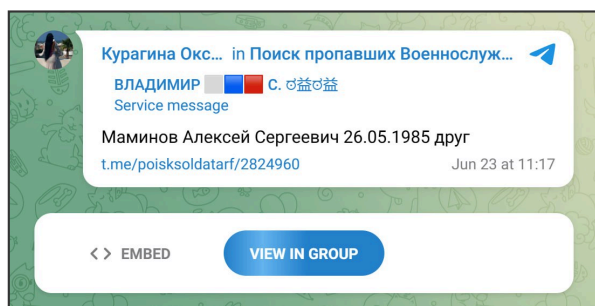 Курагина Окс... in Поиск пропавших Военнослуж...
ВЛАДИМИР ⬜🟦🟥 С. ಠ益ಠ益
Service message
Маминов Алексей Сергеевич 26.05.1985 друг
t.me/poisksoldatarf/2824960 Jun 23 at 11:17
<> EMBED VIEW IN GROUP